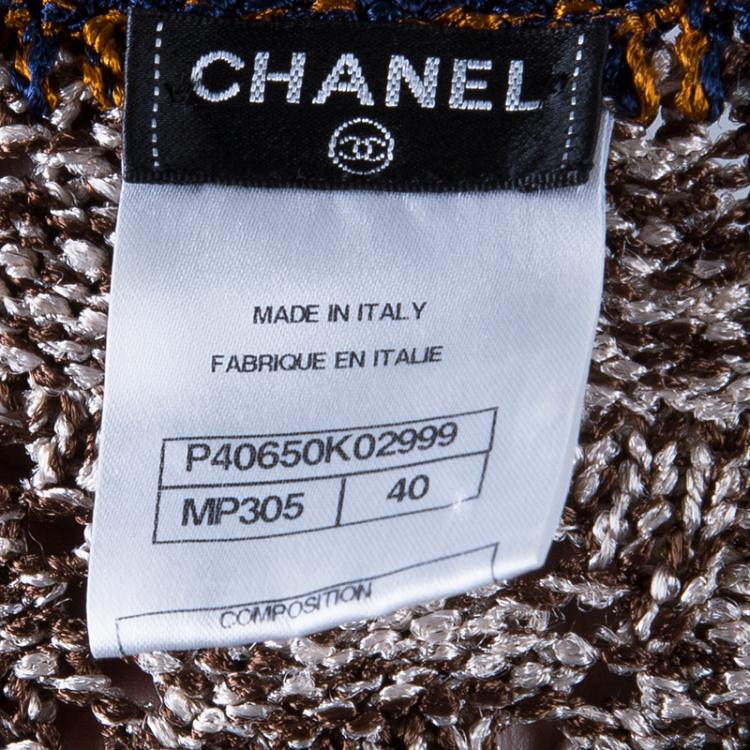 CHANEL
MADE IN ITALY
FABRIQUE EN ITALIE
P40650K02999
MP305 40
COMPOSITION